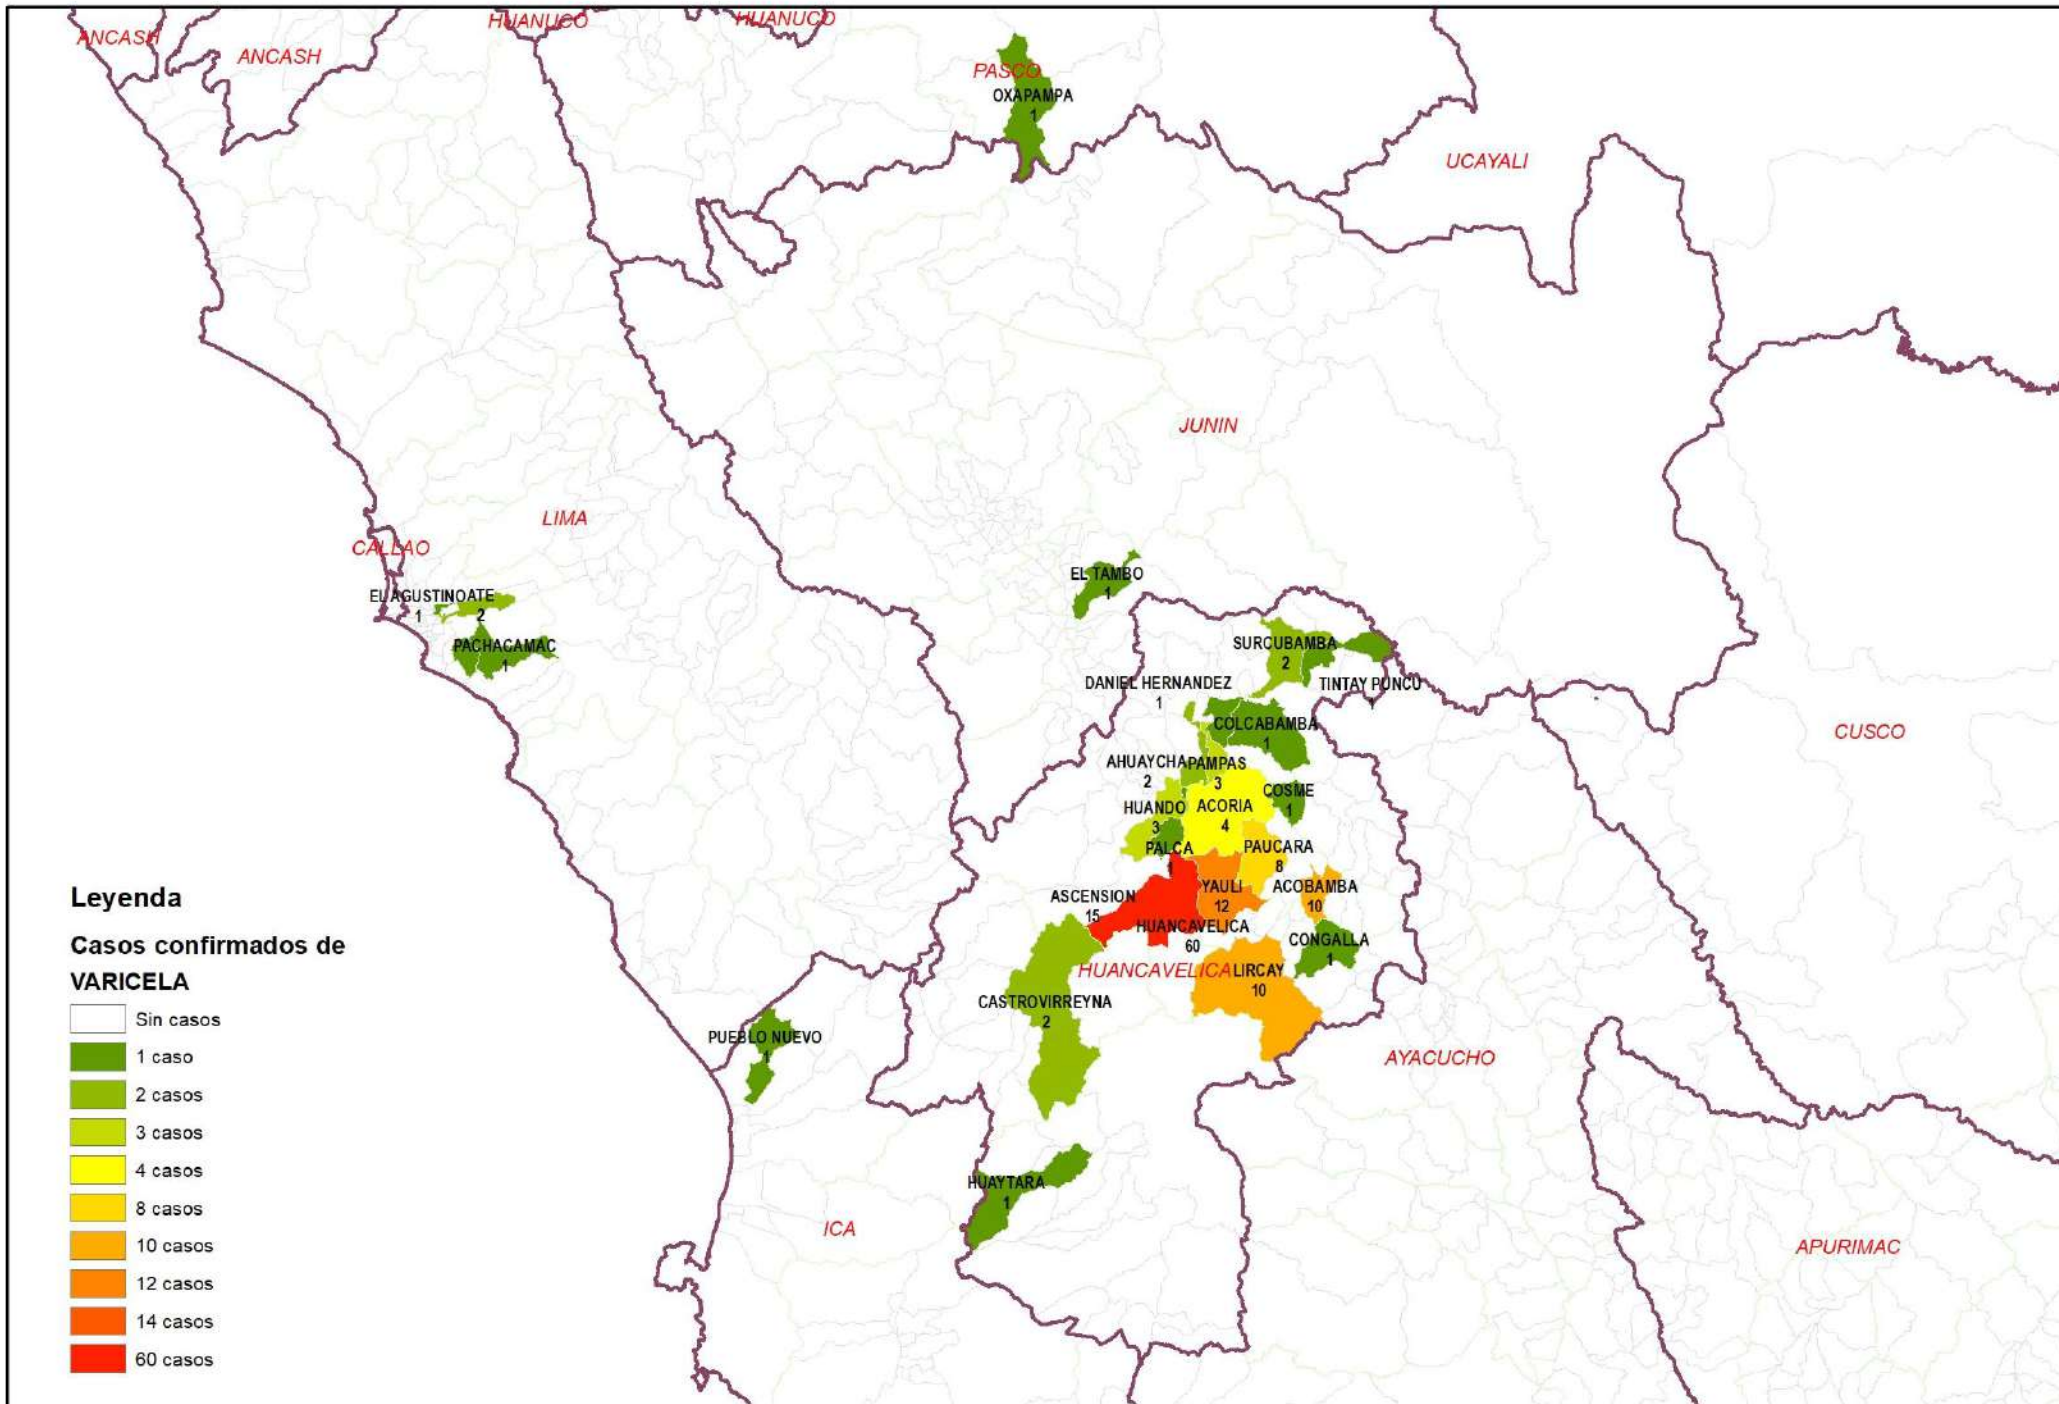 HUANUCO
HUANUCO
ANCASH
ANCASH
PASCO
OXAPAMPA
1
UCAYALI
JUNIN
LIMA
CALLAO
EL TAMBO
1
EL AGUSTINO
1
ATE
2
PACHACAMAC
1
SURCUBAMBA
2
TINTAY PUNCU
1
DANIEL HERNANDEZ
1
COLCABAMBA
1
CUSCO
AHUAYCHA
2
PAMPAS
3
COSME
1
HUANDO
3
ACORIA
4
PALCA
1
PAUCARA
8
YAULI
12
ACOBAMBA
10
ASCENSION
15
HUANCAVELICA
60
CONGALLA
1
HUANCAVELICA
LIRCAY
10
CASTROVIRREYNA
2
PUEBLO NUEVO
1
AYACUCHO
HUAYTARA
1
ICA
APURIMAC
Leyenda
Casos confirmados de
VARICELA
Sin casos
1 caso
2 casos
3 casos
4 casos
8 casos
10 casos
12 casos
14 casos
60 casos